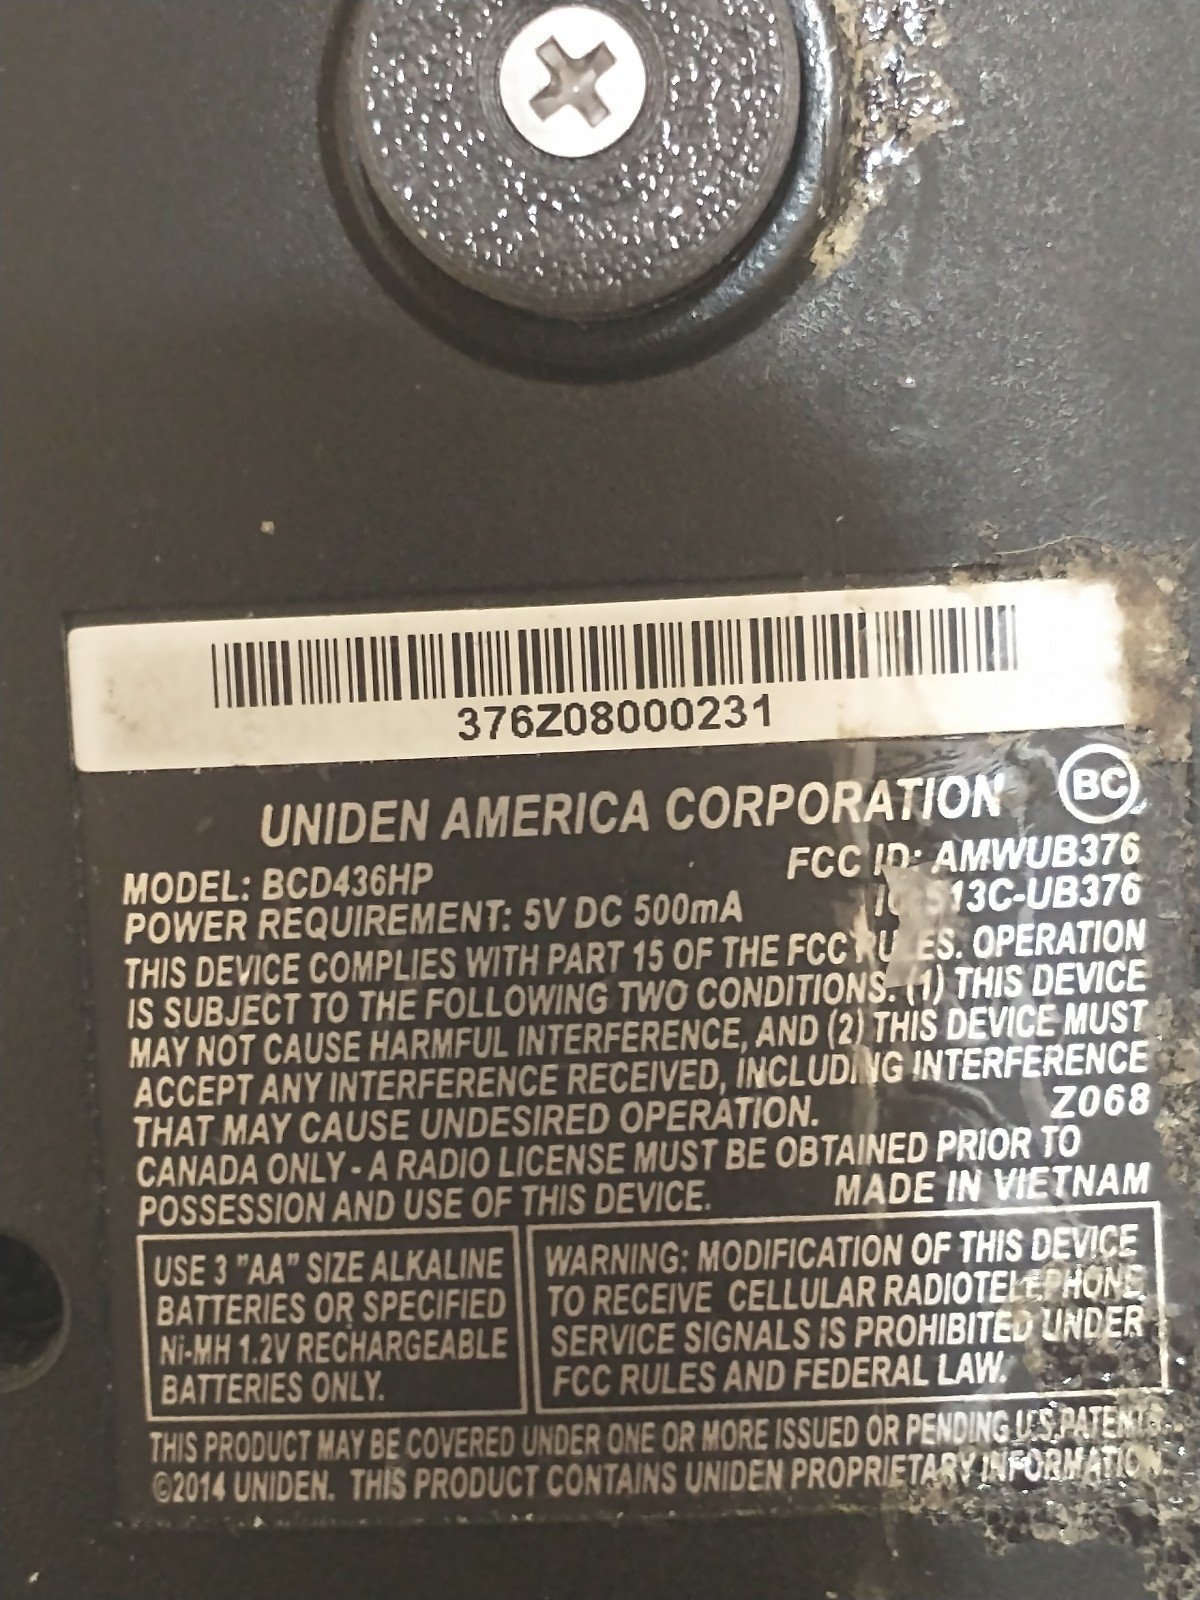 376Z08000231
UNIDEN AMERICA CORPORATION BC
MODEL: BCD436HP FCC ID: AMWUB376
POWER REQUIREMENT: 5V DC 500mA 513C-UB376
THIS DEVICE COMPLIES WITH PART 15 OF THE FCC RULES. OPERATION
IS SUBJECT TO THE FOLLOWING TWO CONDITIONS. (1) THIS DEVICE
MAY NOT CAUSE HARMFUL INTERFERENCE, AND (2) THIS DEVICE MUST
ACCEPT ANY INTERFERENCE RECEIVED, INCLUDING INTERFERENCE
THAT MAY CAUSE UNDESIRED OPERATION. Z068
CANADA ONLY - A RADIO LICENSE MUST BE OBTAINED PRIOR TO
POSSESSION AND USE OF THIS DEVICE. MADE IN VIETNAM
USE 3 "AA" SIZE ALKALINE
BATTERIES OR SPECIFIED
Ni-MH 1.2V RECHARGEABLE
BATTERIES ONLY.
WARNING: MODIFICATION OF THIS DEVICE
TO RECEIVE CELLULAR RADIOTELEPHONE
SERVICE SIGNALS IS PROHIBITED UNDER
FCC RULES AND FEDERAL LAW.
THIS PRODUCT MAY BE COVERED UNDER ONE OR MORE ISSUED OR PENDING U.S.PATENTS.
©2014 UNIDEN. THIS PRODUCT CONTAINS UNIDEN PROPRIETARY INFORMATION.